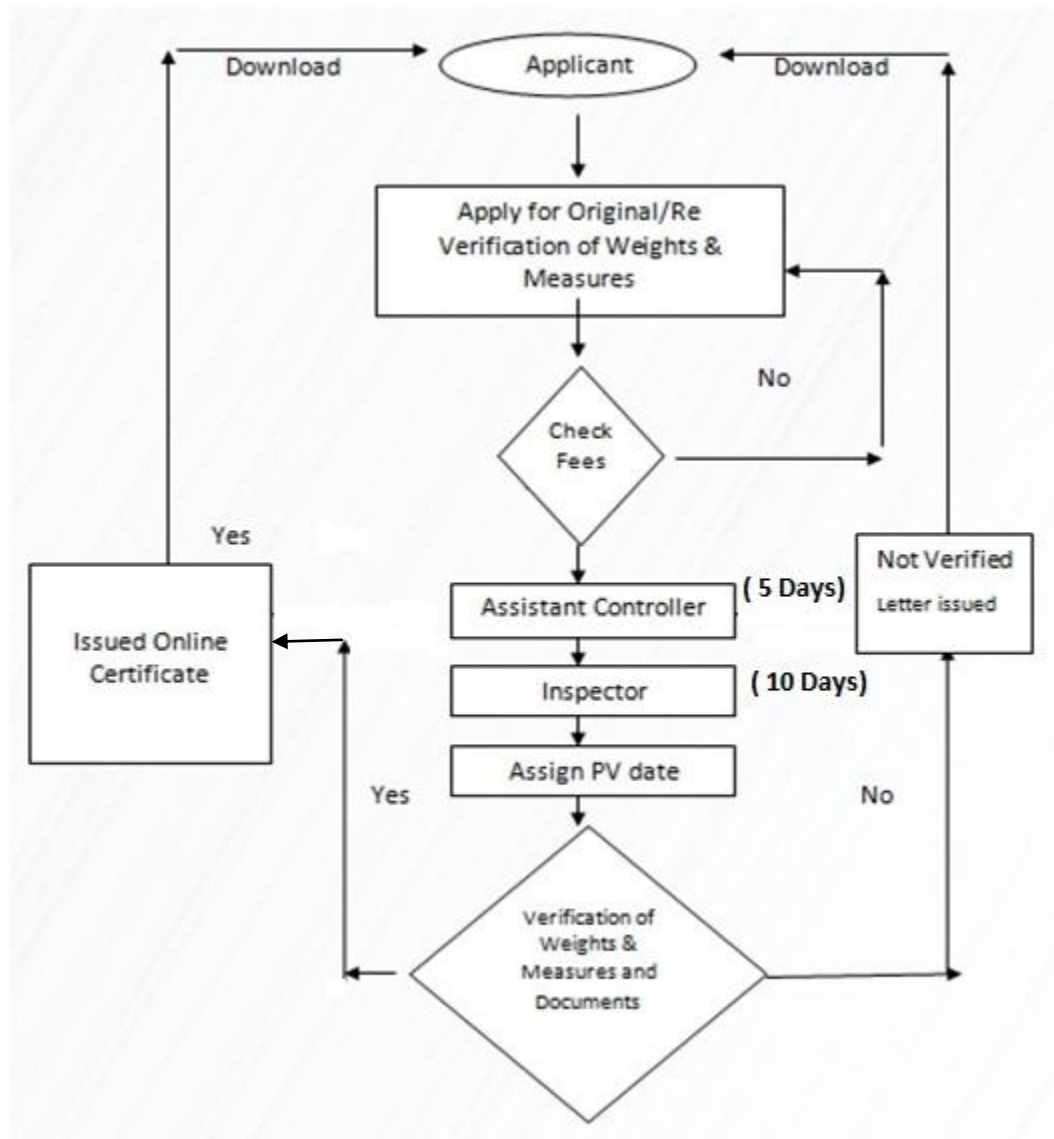 Download
Applicant
Download
Apply for Original/Re
Verification of Weights &
Measures
No
Check
Fees
Yes
Not Verified
Letter issued
( 5 Days)
Assistant Controller
Issued Online
Certificate
Inspector
( 10 Days)
Assign PV date
Yes
No
Verification of
Weights &
Measures and
Documents